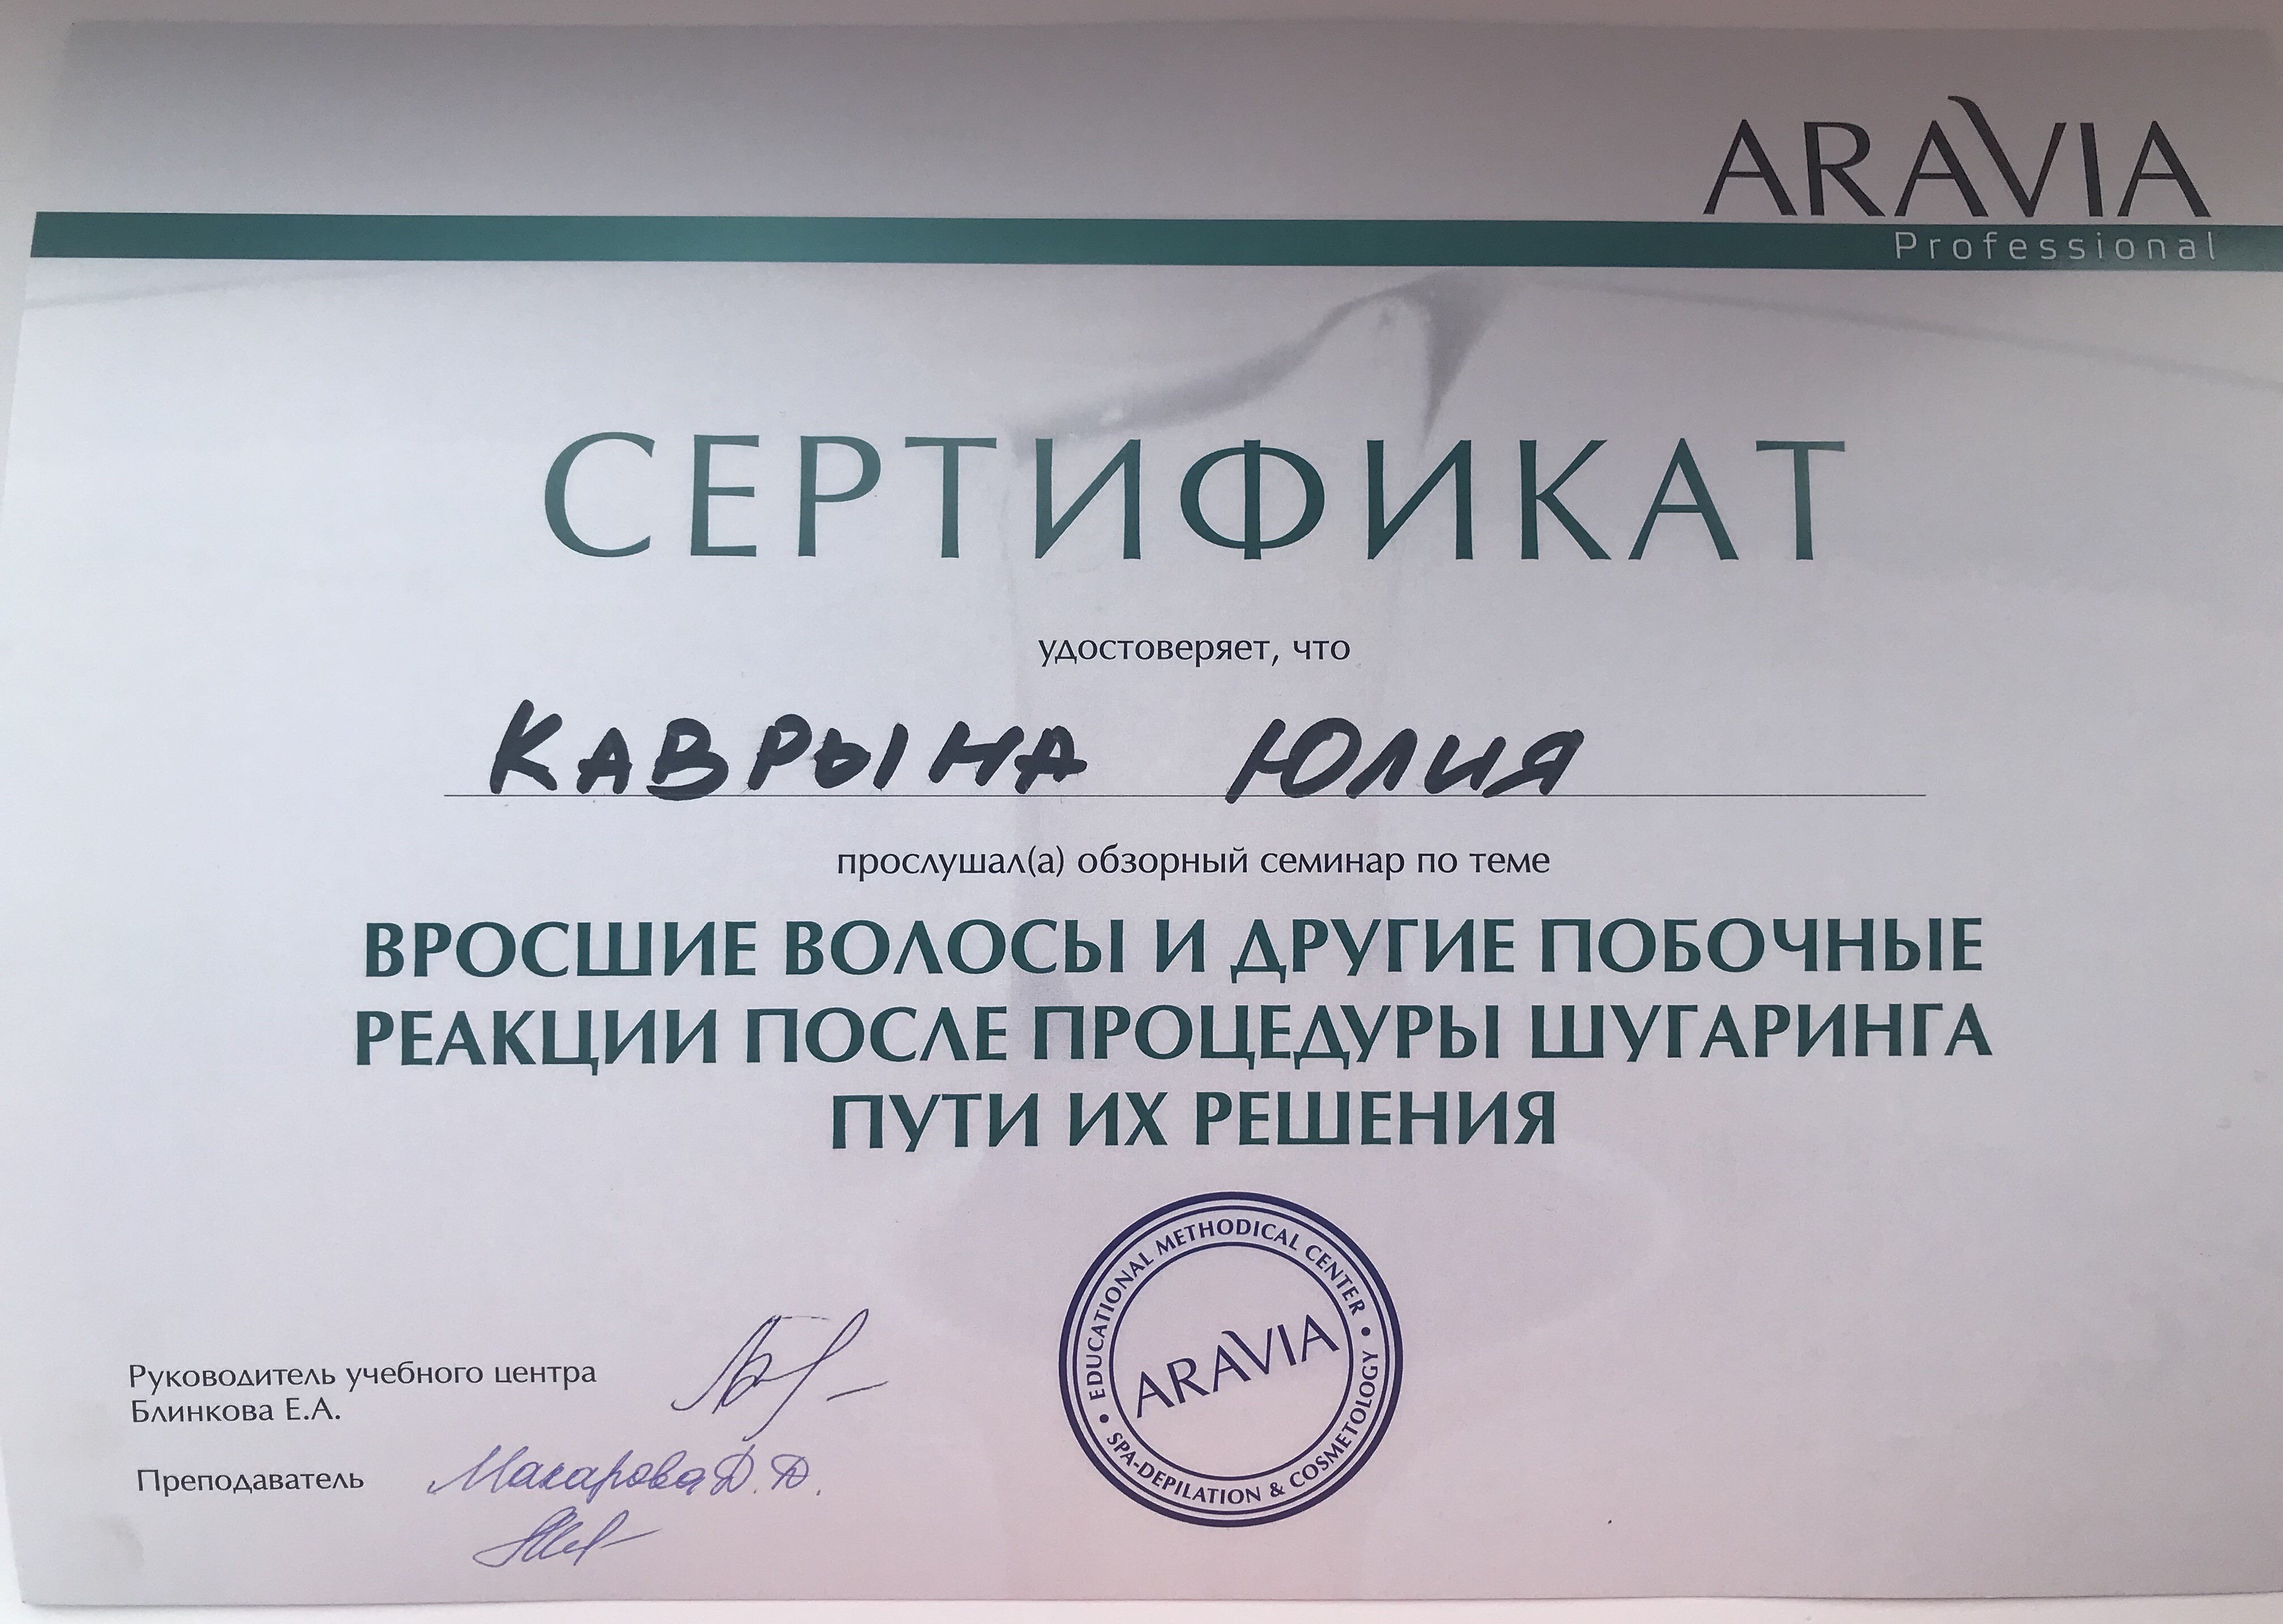 ARAVIA
Professional
СЕРТИФИКАТ
удостоверяет, что
КАВРЫНА ЮЛИЯ
прослушал(а) обзорный семинар по теме
ВРОСШИЕ ВОЛОСЫ И ДРУГИЕ ПОБОЧНЫЕ
РЕАКЦИИ ПОСЛЕ ПРОЦЕДУРЫ ШУГАРИНГА
ПУТИ ИХ РЕШЕНИЯ
EDUCATIONAL METHODICAL CENTER
ARAVIA
SPA-DEPILATION & COSMETOLOGY
Руководитель учебного центра
Блинкова Е.А.
Преподаватель Макарова Д.Ю.